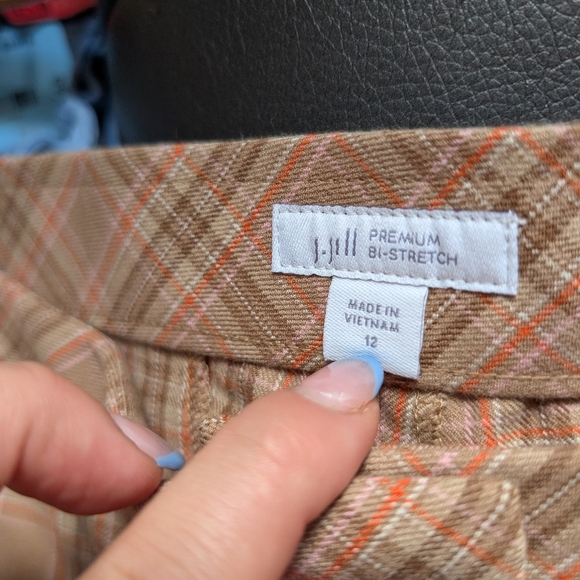 J.Jill
PREMIUM
BI-STRETCH
MADE IN
VIETNAM
12